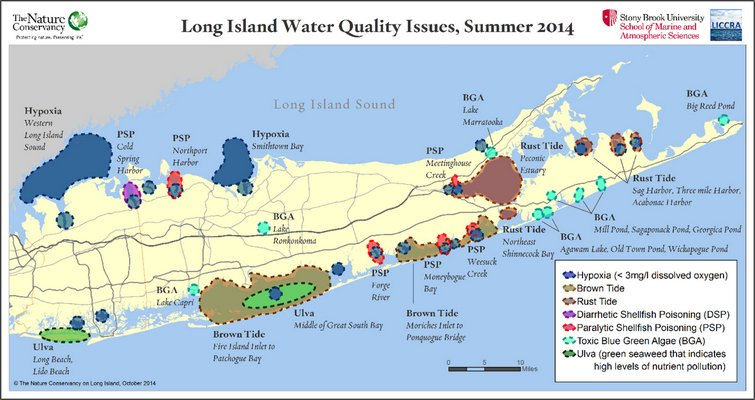 The Nature
Conservancy
Protecting nature. Preserving life.
Long Island Water Quality Issues, Summer 2014
Stony Brook University
School of Marine and
Atmospheric Sciences
LICCRA
Long Island Sound
Hypoxia
Western
Long Island
Sound
PSP
Cold
Spring
Harbor
PSP
Northport
Harbor
Hypoxia
Smithtown Bay
BGA
Lake
Marratooka
BGA
Big Reed Pond
PSP
Meetinghouse
Creek
Rust Tide
Peconic
Estuary
Rust Tide
Sag Harbor, Three mile Harbor,
Acabonac Harbor
BGA
Lake
Ronkonkoma
BGA
Mill Pond, Sagaponack Pond, Georgica Pond
Rust Tide
Northeast
Shinnecock Bay
BGA
Agawam Lake, Old Town Pond, Wickapogue Pond
PSP
Weesuck
Creek
PSP
Moneybogue
Bay
PSP
Forge
River
BGA
Lake Capri
Ulva
Middle of Great South Bay
Brown Tide
Moriches Inlet to
Ponquogue Bridge
Brown Tide
Fire Island Inlet to
Patchogue Bay
Ulva
Long Beach,
Lido Beach
0 5 10
Miles
Hypoxia (< 3mg/l dissolved oxygen)
Brown Tide
Rust Tide
Diarrhetic Shellfish Poisoning (DSP)
Paralytic Shellfish Poisoning (PSP)
Toxic Blue Green Algae (BGA)
Ulva (green seaweed that indicates
high levels of nutrient pollution)
© The Nature Conservancy on Long Island, October 2014